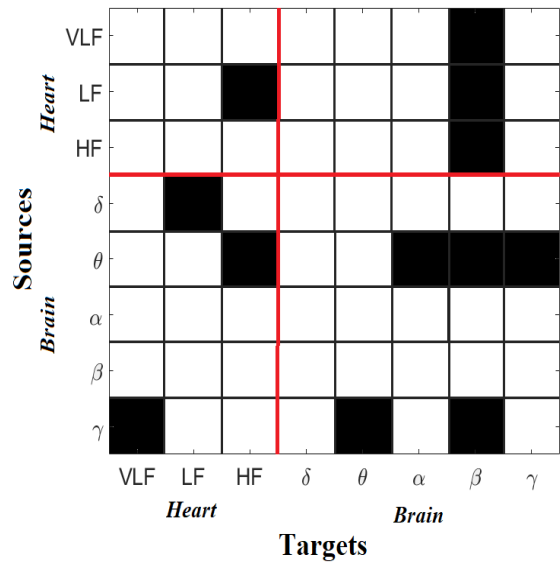 VLF
LF
HF
δ
θ
α
β
γ
Heart
Brain
Sources
VLF LF HF δ θ α β γ
Heart Brain
Targets